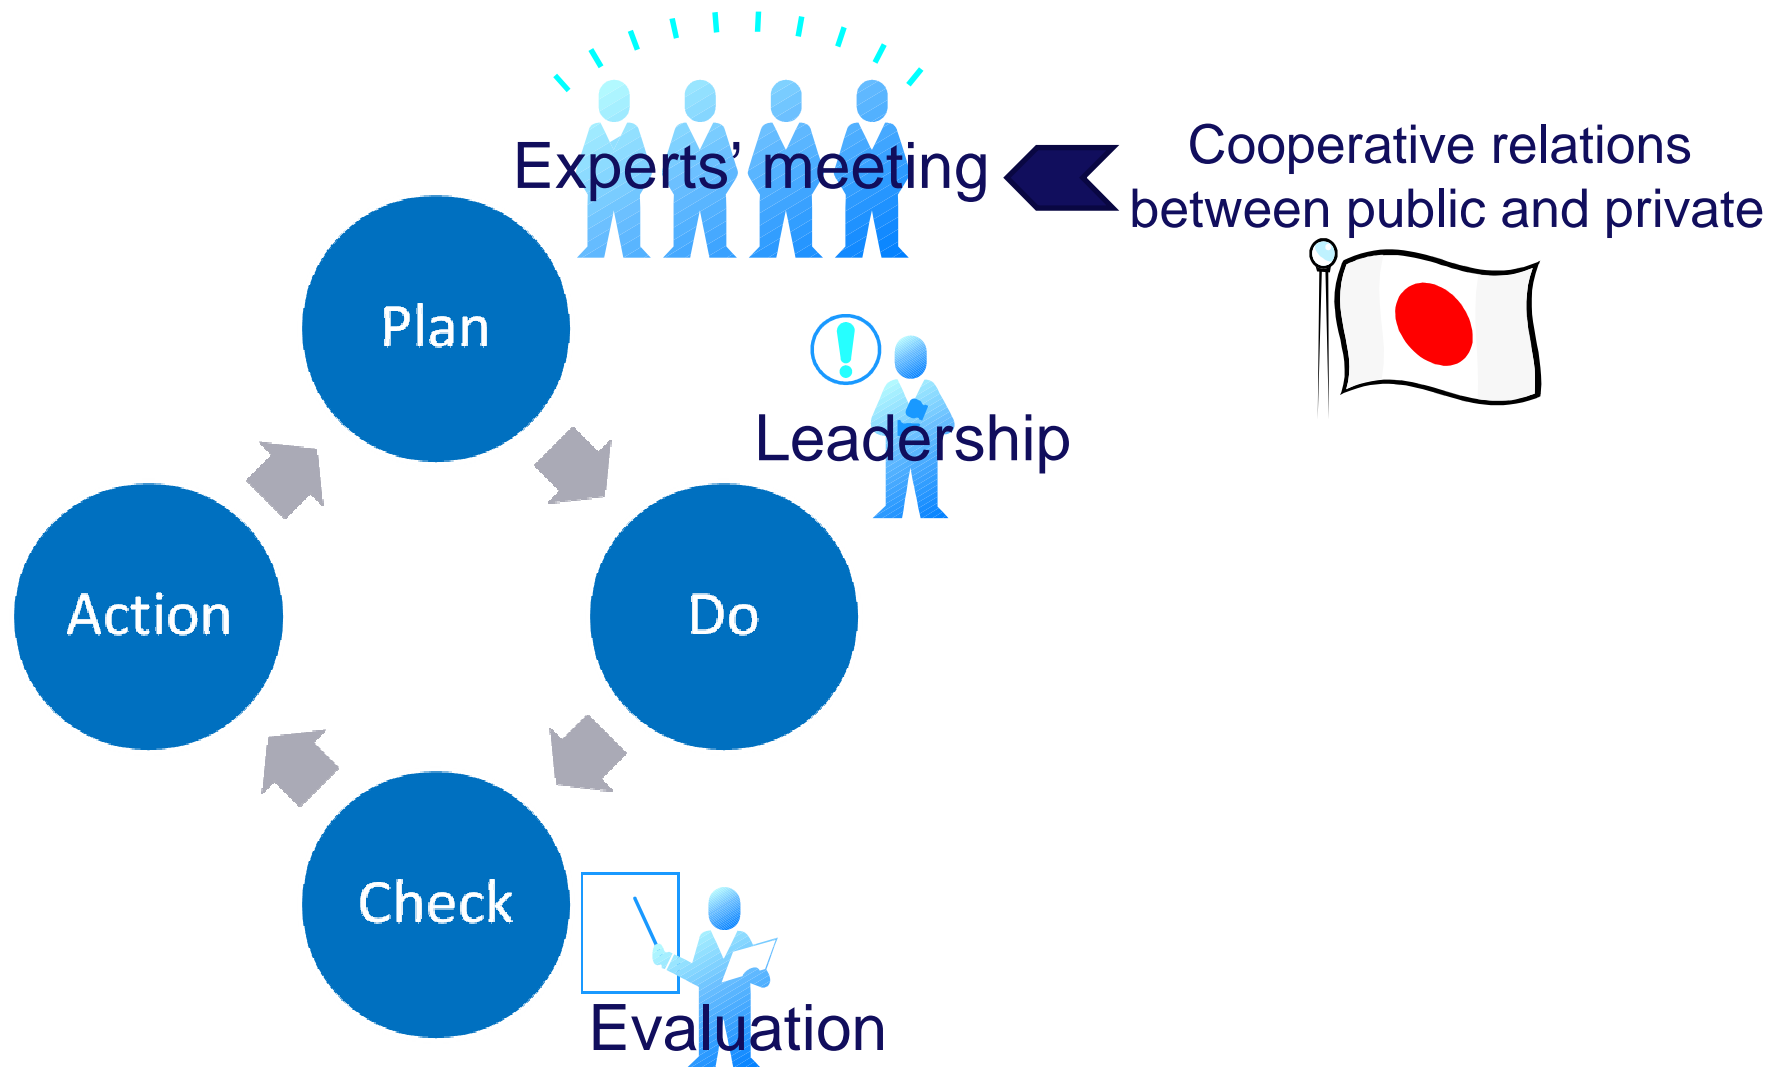 Experts’ meeting
Cooperative relations
between public and private
Plan
Leadership
Action
Do
Check
Evaluation